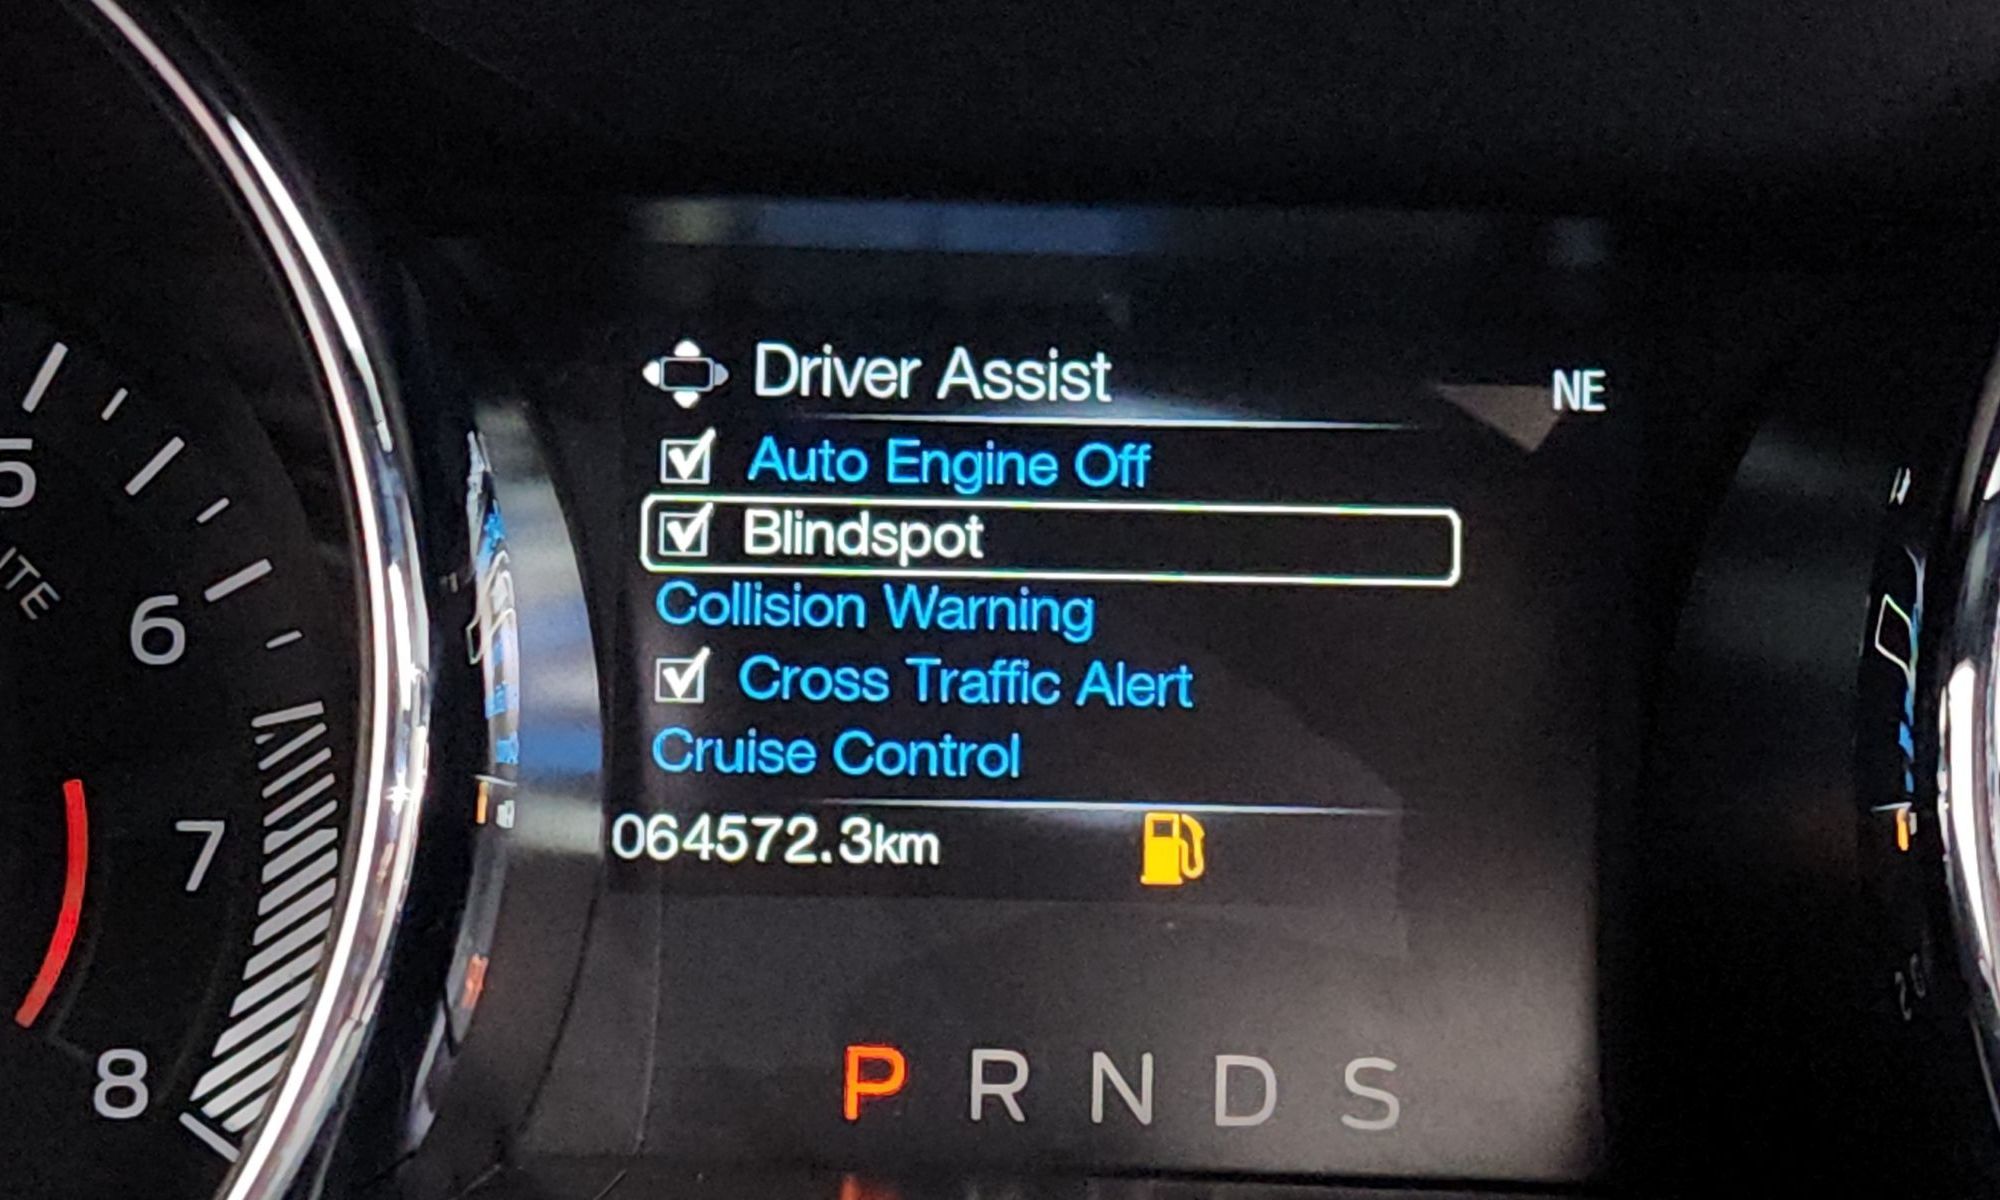 Driver Assist
NE
Auto Engine Off
Blindspot
Collision Warning
Cross Traffic Alert
Cruise Control
064572.3km
P R N D S
5
6
7
8